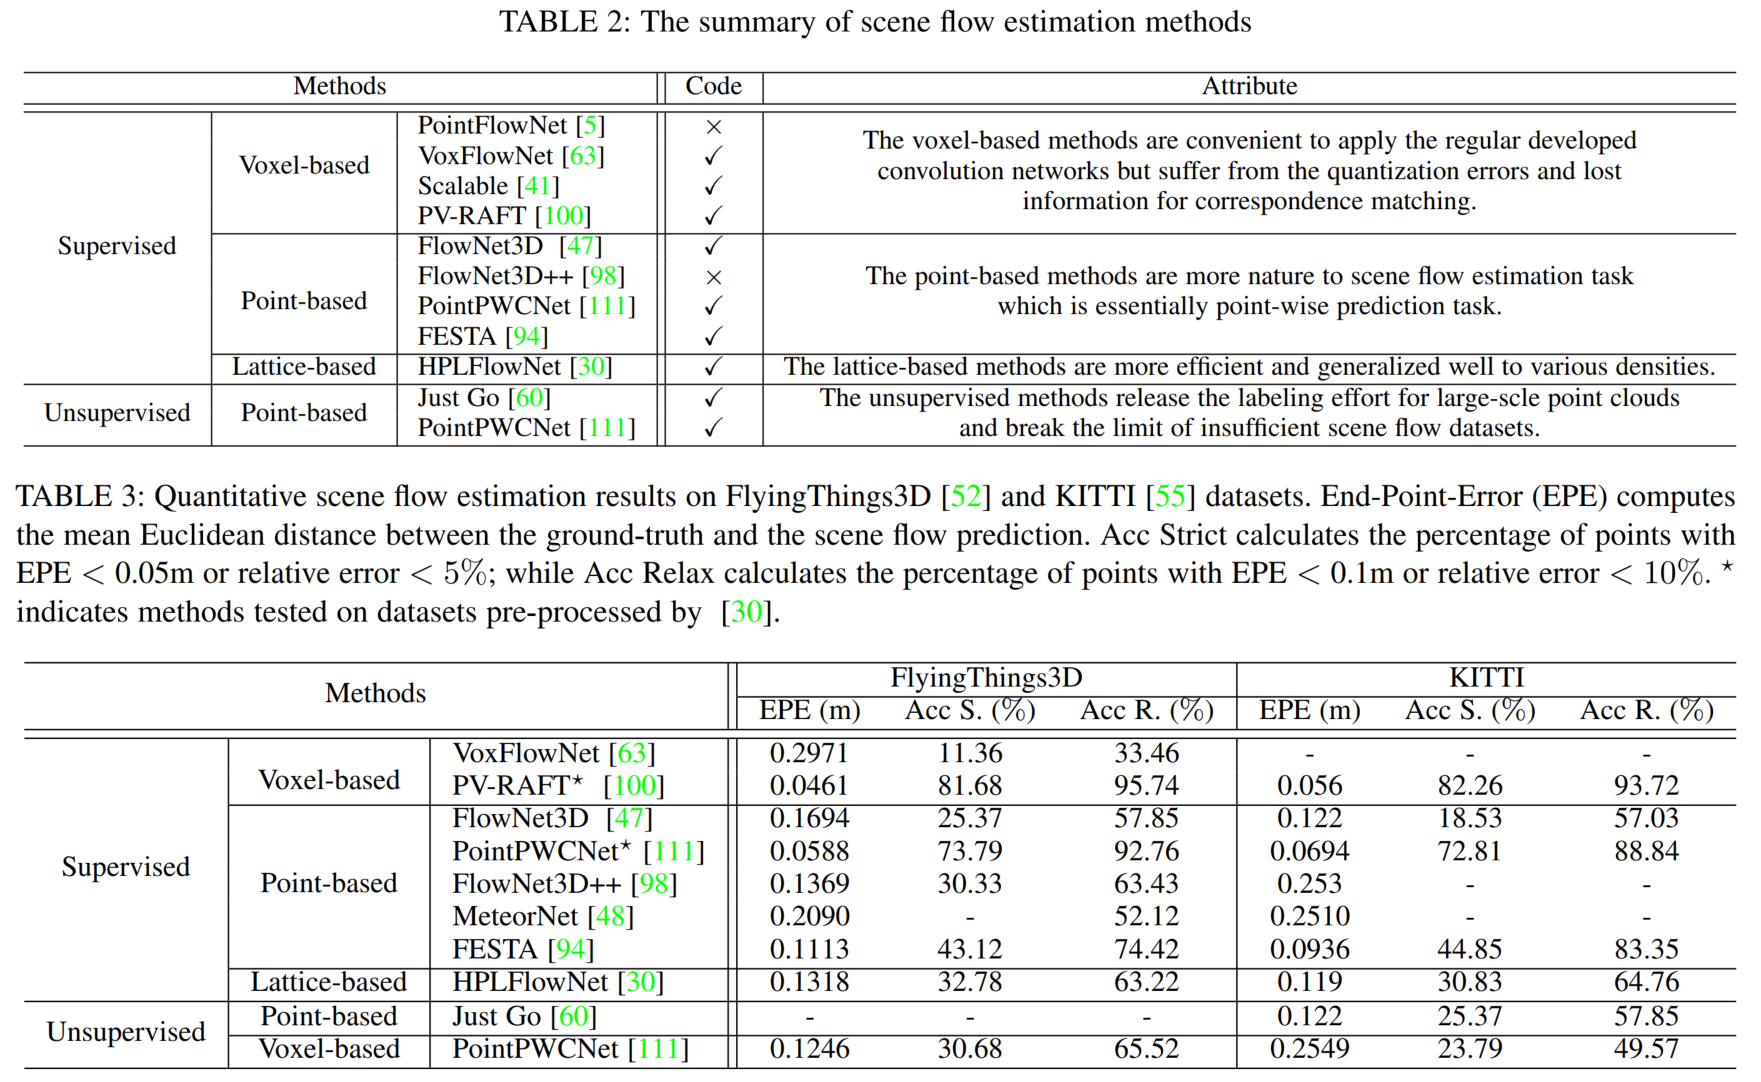 TABLE 2: The summary of scene flow estimation methods
Methods Code Attribute
Supervised Voxel-based PointFlowNet [5] × The voxel-based methods are convenient to apply the regular developed convolution networks but suffer from the quantization errors and lost information for correspondence matching.
VoxFlowNet [63] ✓
Scalable [41] ✓
PV-RAFT [100] ✓
Point-based FlowNet3D [47] ✓ The point-based methods are more nature to scene flow estimation task which is essentially point-wise prediction task.
FlowNet3D++ [98] ×
PointPWCNet [111] ✓
FESTA [94] ✓
Lattice-based HPLFlowNet [30] ✓ The lattice-based methods are more efficient and generalized well to various densities.
Unsupervised Point-based Just Go [60] ✓ The unsupervised methods release the labeling effort for large-scle point clouds and break the limit of insufficient scene flow datasets.
PointPWCNet [111] ✓
TABLE 3: Quantitative scene flow estimation results on FlyingThings3D [52] and KITTI [55] datasets. End-Point-Error (EPE) computes
the mean Euclidean distance between the ground-truth and the scene flow prediction. Acc Strict calculates the percentage of points with
EPE < 0.05m or relative error < 5%; while Acc Relax calculates the percentage of points with EPE < 0.1m or relative error < 10%. ⋆
indicates methods tested on datasets pre-processed by [30].
Methods FlyingThings3D KITTI
EPE (m) Acc S. (%) Acc R. (%) EPE (m) Acc S. (%) Acc R. (%)
Supervised Voxel-based VoxFlowNet [63] 0.2971 11.36 33.46 - - -
PV-RAFT⋆ [100] 0.0461 81.68 95.74 0.056 82.26 93.72
Point-based FlowNet3D [47] 0.1694 25.37 57.85 0.122 18.53 57.03
PointPWCNet⋆ [111] 0.0588 73.79 92.76 0.0694 72.81 88.84
FlowNet3D++ [98] 0.1369 30.33 63.43 0.253 - -
MeteorNet [48] 0.2090 - 52.12 0.2510 - -
FESTA [94] 0.1113 43.12 74.42 0.0936 44.85 83.35
Lattice-based HPLFlowNet [30] 0.1318 32.78 63.22 0.119 30.83 64.76
Unsupervised Point-based Just Go [60] - - - 0.122 25.37 57.85
Voxel-based PointPWCNet [111] 0.1246 30.68 65.52 0.2549 23.79 49.57